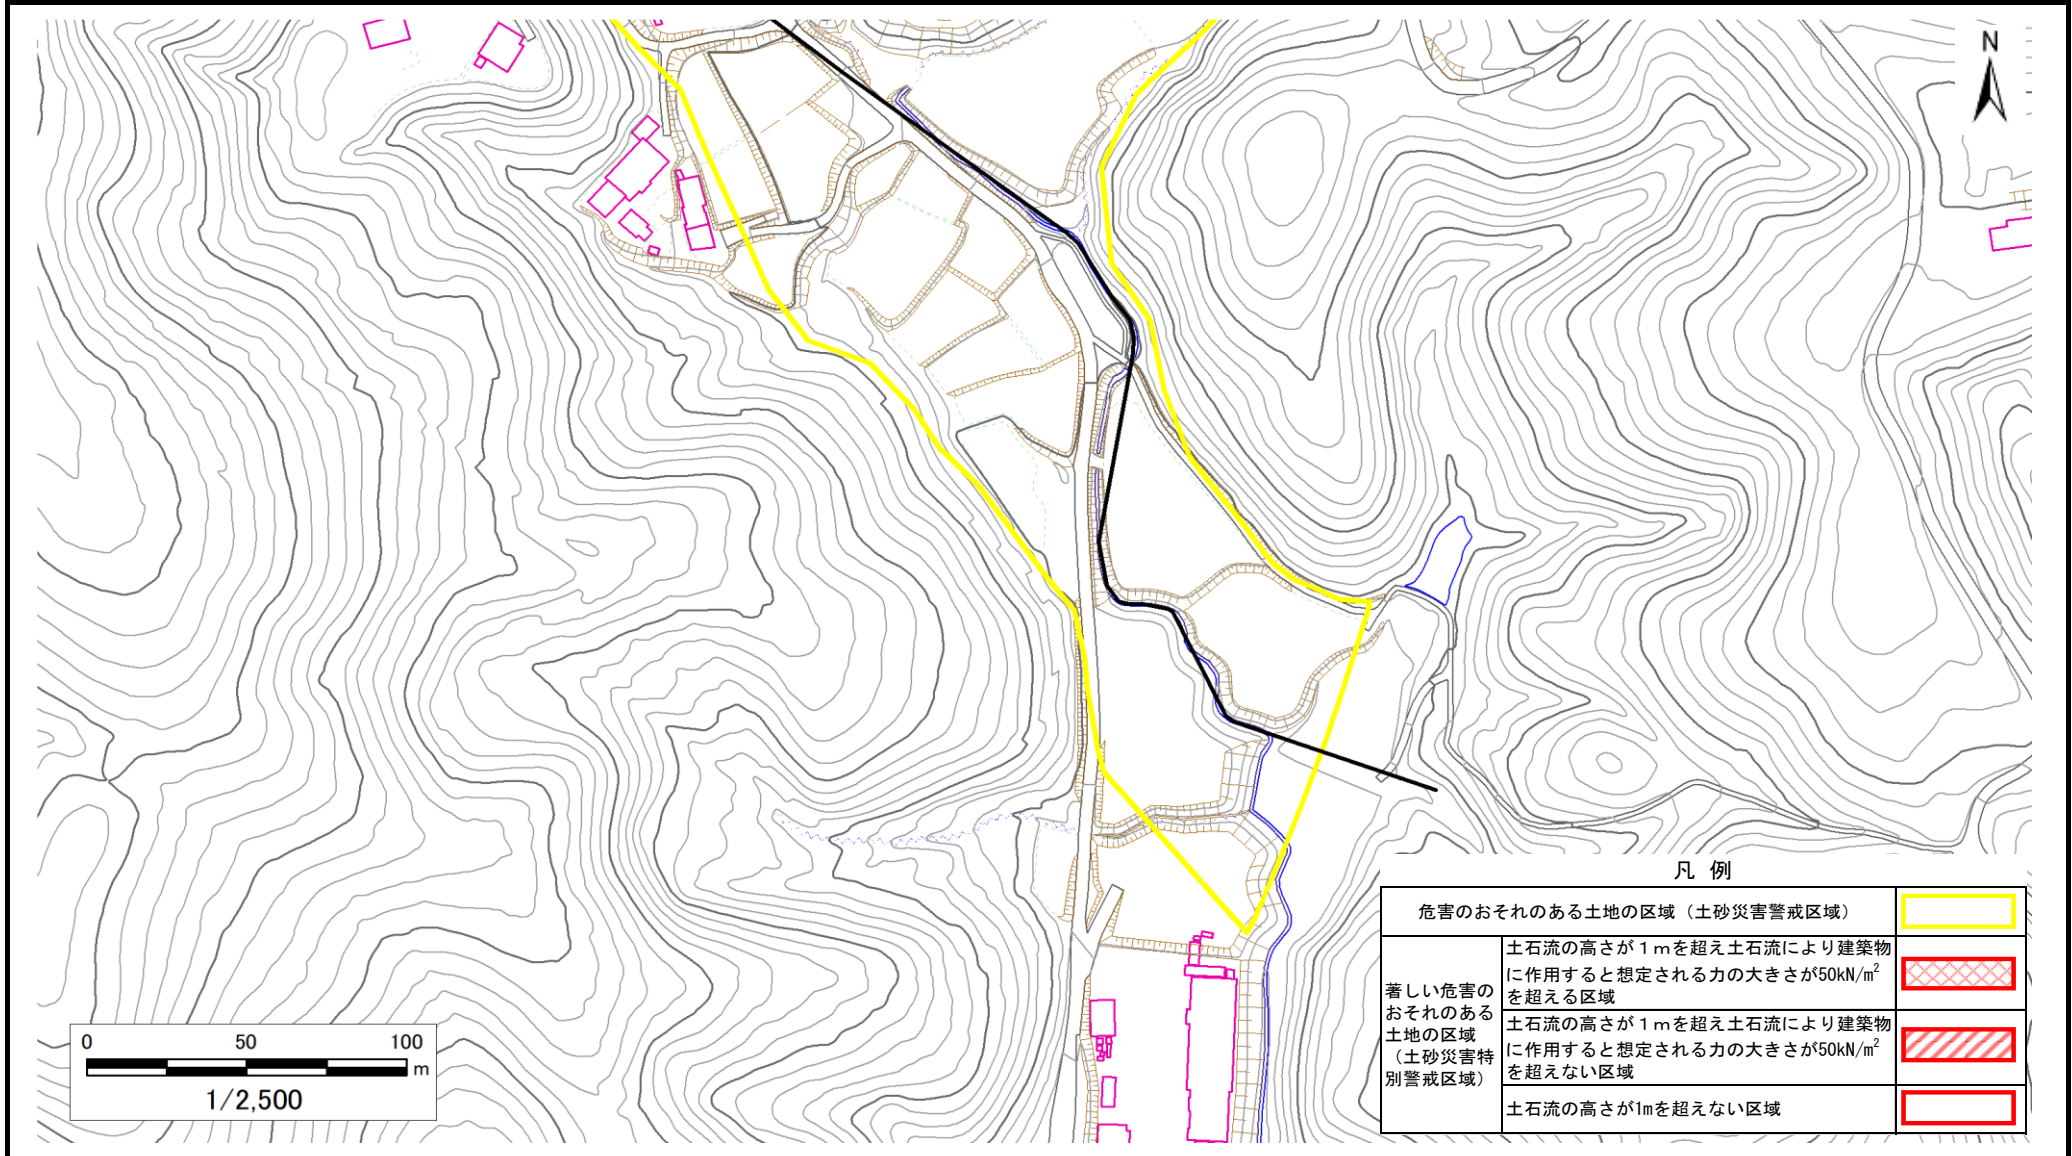 N
凡 例
危害のおそれのある土地の区域（土砂災害警戒区域）
著しい危害の
おそれのある
土地の区域
（土砂災害特
別警戒区域）
土石流の高さが１ｍを超え土石流により建築物
に作用すると想定される力の大きさが50kN/m²
を超える区域
土石流の高さが１ｍを超え土石流により建築物
に作用すると想定される力の大きさが50kN/m²
を超えない区域
土石流の高さが1mを超えない区域
0 50 100
m
1/2,500